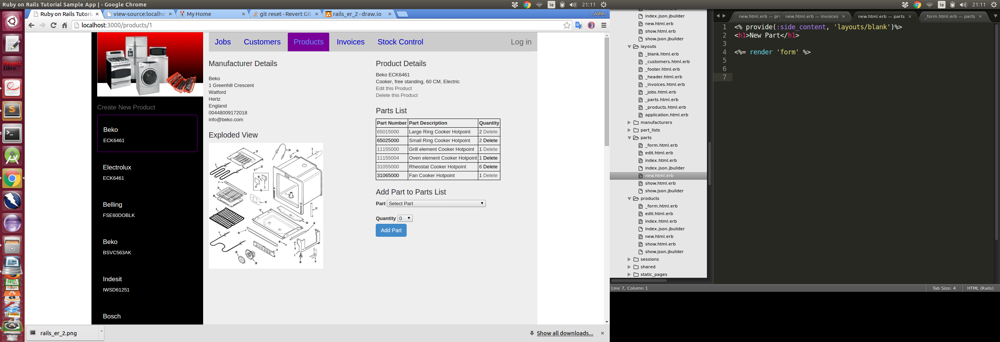 Ruby on Rails Tutorial Sample App | - Google Chrome
Ie 21:11
Ie 21:11
Ruby on Rails Tutori
view-source:localho
My Home
git reset - Revert Git
rails_er_2 - draw.io
John
localhost:3000/products/1
Project
Libre
Jobs
Customers
Products
Invoices
Stock Control
Log in
Create New Product
Beko
ECK6461
Electrolux
ECK6461
Belling
FSE60DOBLK
Beko
BSVC563AK
Indesit
IWSD61251
Bosch
Manufacturer Details
Beko
1 Greenhill Crescent
Watford
Hertz
England
00448009172018
info@beko.com
Exploded View
Product Details
Beko ECK6461
Cooker, free standing, 60 CM, Electric
Edit this Product
Delete this Product
Parts List
Part Number Part Description Quantity
65015000 Large Ring Cooker Hotpoint 2 Delete
65025000 Small Ring Cooker Hotpoint 2 Delete
11155000 Grill element Cooker Hotpoint 1 Delete
11155004 Oven element Cooker Hotpoint 1 Delete
31055000 Rheostat Cooker Hotpoint 6 Delete
31065000 Fan Cooker Hotpoint 1 Delete
Add Part to Parts List
Part Select Part
Quantity 0
Add Part
rails_er_2.png
Show all downloads...
index.html.erb
index.json.jbuilder
new.html.erb
show.html.erb
show.json.jbuilder
layouts
_blank.html.erb
_customers.html.erb
_footer.html.erb
_header.html.erb
_invoices.html.erb
_jobs.html.erb
_parts.html.erb
_products.html.erb
application.html.erb
manufacturers
part_lists
parts
_form.html.erb
edit.html.erb
index.html.erb
index.json.jbuilder
new.html.erb
show.html.erb
show.json.jbuilder
products
_form.html.erb
edit.html.erb
index.html.erb
index.json.jbuilder
new.html.erb
show.html.erb
show.json.jbuilder
sessions
shared
static_pages
new.html.erb — pro
new.html.erb — invoices
new.html.erb — parts
_form.html.erb — parts
1 <% provide(:side_content, 'layouts/blank')%>
2 <h1>New Part</h1>
3
4 <%= render 'form' %>
5
6
7
Line 7, Column 1
Tab Size: 4
HTML (Rails)